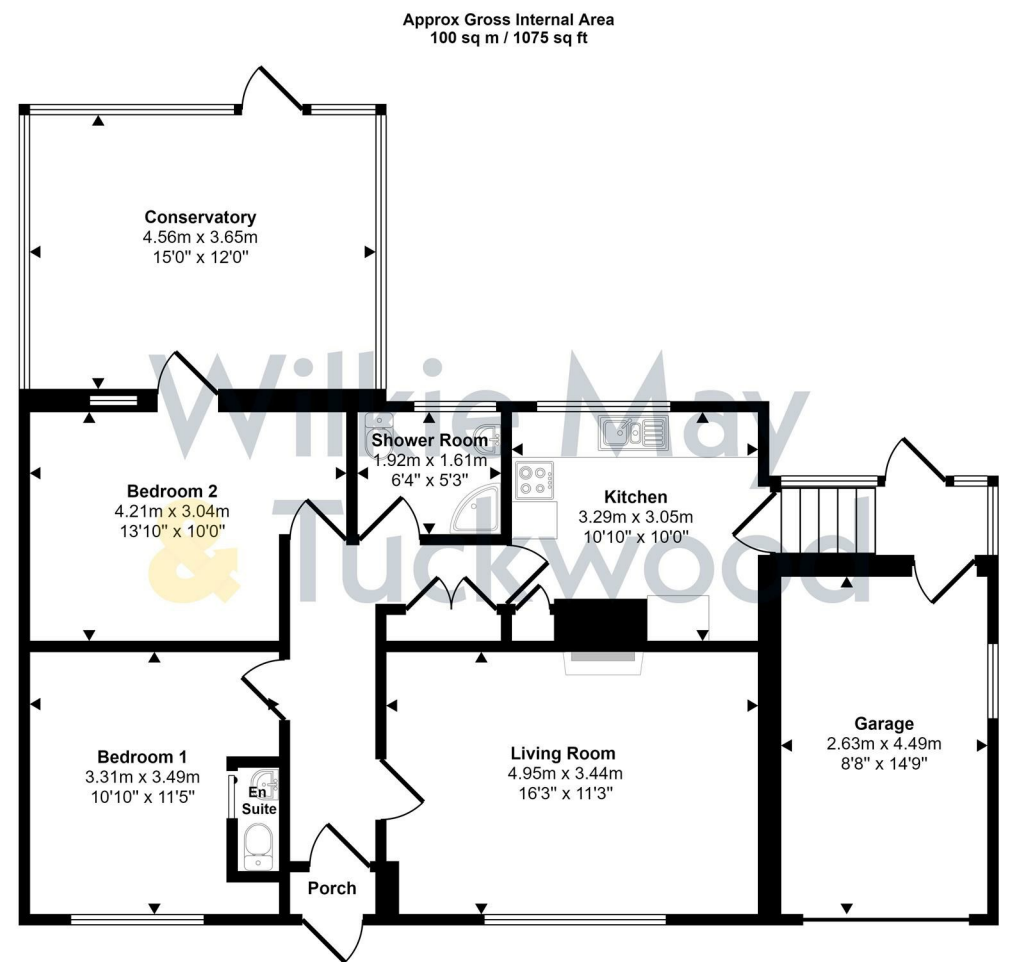 Approx Gross Internal Area
100 sq m / 1075 sq ft
Conservatory
4.56m x 3.65m
15'0" x 12'0"
Wilkie May
& Tuckwood
Shower Room
1.92m x 1.61m
6'4" x 5'3"
Bedroom 2
4.21m x 3.04m
13'10" x 10'0"
Kitchen
3.29m x 3.05m
10'10" x 10'0"
Bedroom 1
3.31m x 3.49m
10'10" x 11'5"
En
Suite
Living Room
4.95m x 3.44m
16'3" x 11'3"
Garage
2.63m x 4.49m
8'8" x 14'9"
Porch